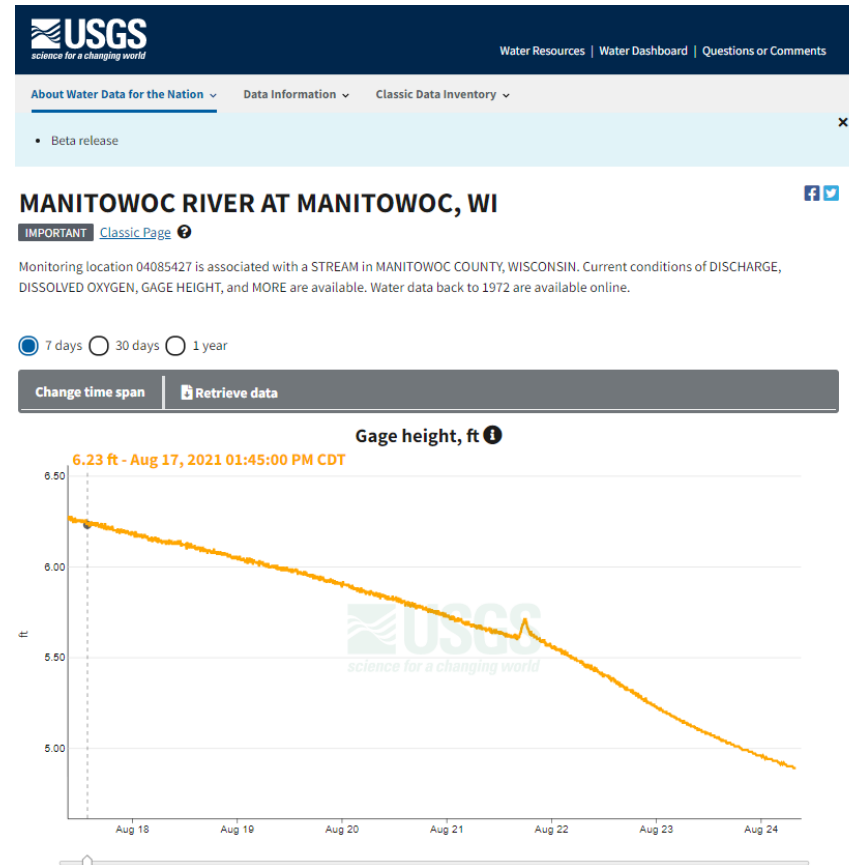 USGS
science for a changing world
Water Resources | Water Dashboard | Questions or Comments
About Water Data for the Nation Data Information Classic Data Inventory
×
• Beta release
MANITOWOC RIVER AT MANITOWOC, WI
IMPORTANT Classic Page ?
Monitoring location 04085427 is associated with a STREAM in MANITOWOC COUNTY, WISCONSIN. Current conditions of DISCHARGE,
DISSOLVED OXYGEN, GAGE HEIGHT, and MORE are available. Water data back to 1972 are available online.
7 days 30 days 1 year
Change time span Retrieve data
Gage height, ft i
6.23 ft - Aug 17, 2021 01:45:00 PM CDT
6.50
6.00
5.50
5.00
ft
USGS
science for a changing world
Aug 18 Aug 19 Aug 20 Aug 21 Aug 22 Aug 23 Aug 24